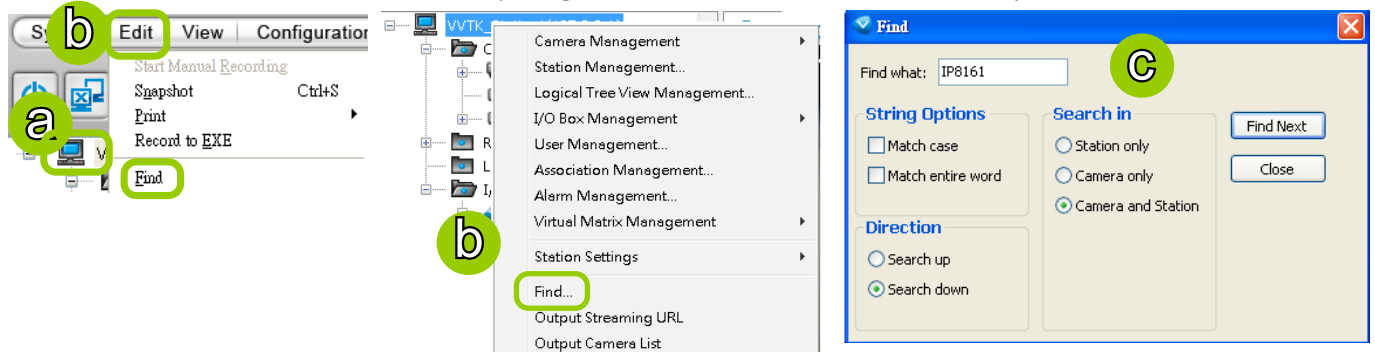 b
Edit View Configuration
Start Manual Recording
Snapshot Ctrl+S
Print
Record to EXE
Find
a
V
b
Camera Management
Station Management...
Logical Tree View Management...
I/O Box Management
User Management...
Association Management...
Alarm Management...
Virtual Matrix Management
Station Settings
Find...
Output Streaming URL
Output Camera List
Find
C
Find what: IP8161
String Options
Match case
Match entire word
Direction
Search up
Search down
Search in
Station only
Camera only
Camera and Station
Find Next
Close